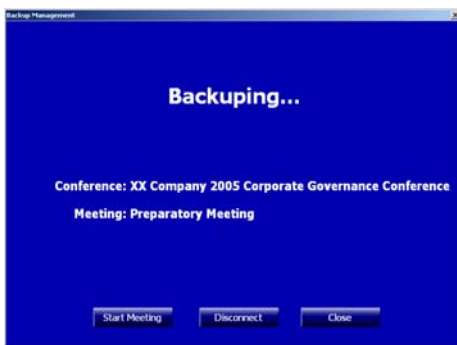 Backup Management
Backuping...
Conference: XX Company 2005 Corporate Governance Conference
Meeting: Preparatory Meeting
Start Meeting Disconnect Close